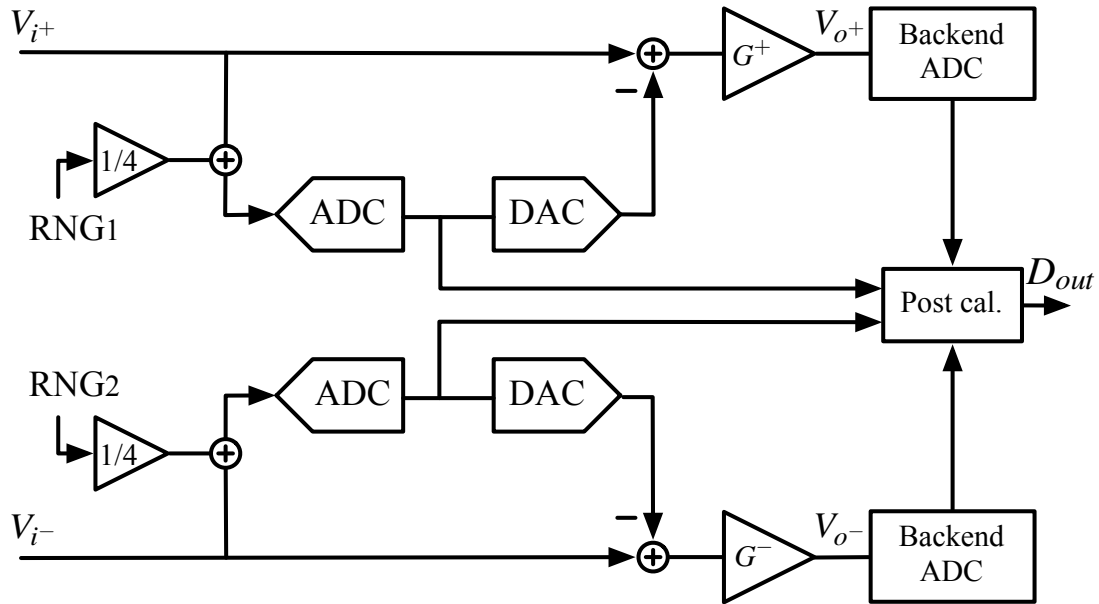 Vi+
G+
Vo+
Backend
ADC
1/4
RNG1
ADC
DAC
Post cal.
Dout
RNG2
1/4
ADC
DAC
Vi−
G−
Vo−
Backend
ADC